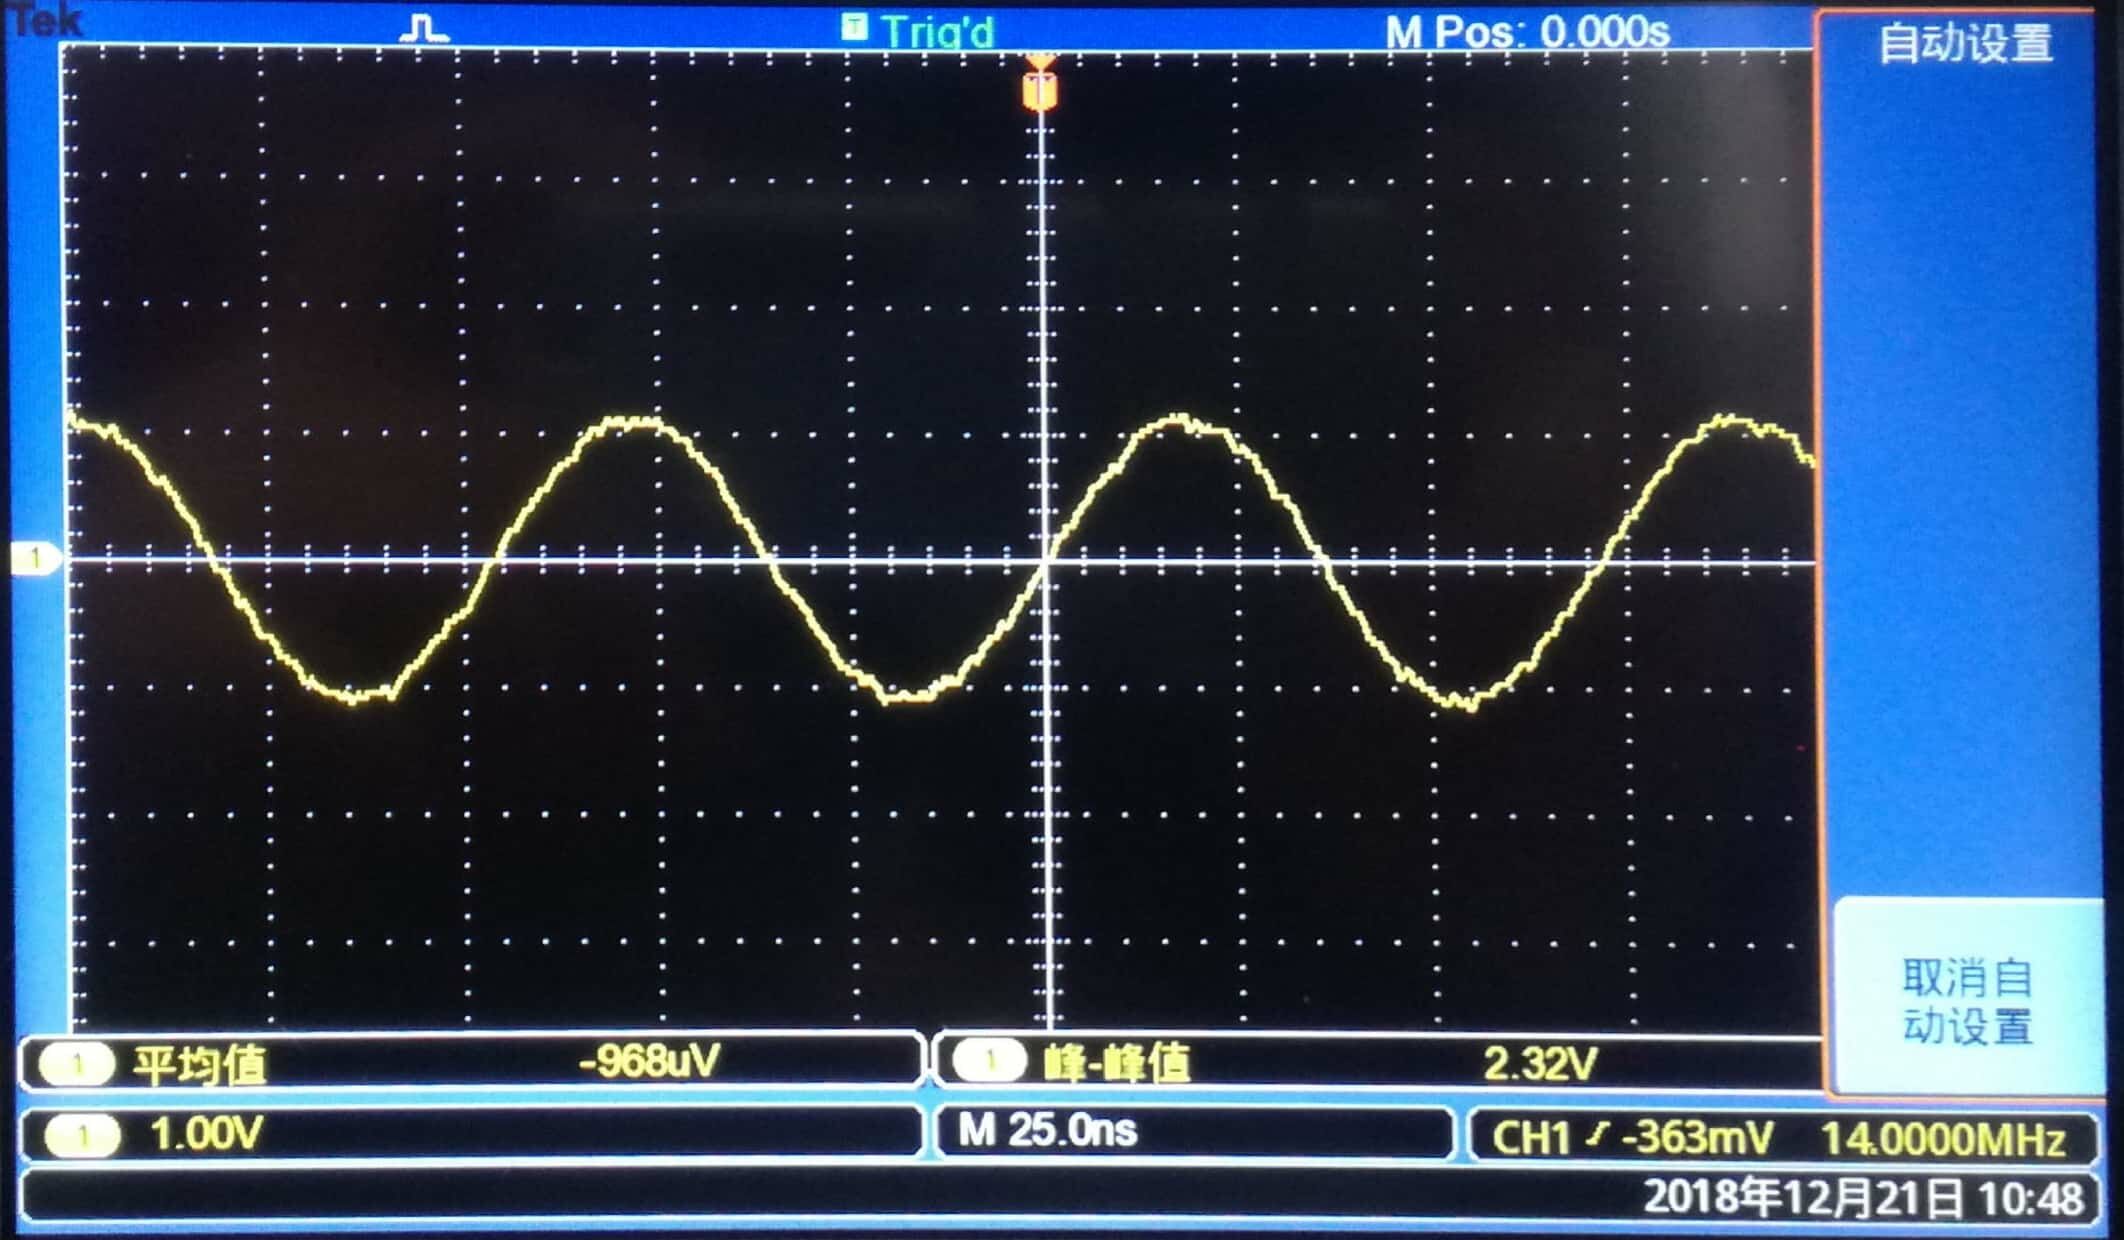 Tek
T Trig'd
M Pos: 0.000s
自动设置
T
1
取消自
动设置
1 平均值 -968uV
1 峰-峰值 2.32V
1 1.00V
M 25.0ns
CH1 -363mV 14.0000MHz
2018年12月21日 10:48